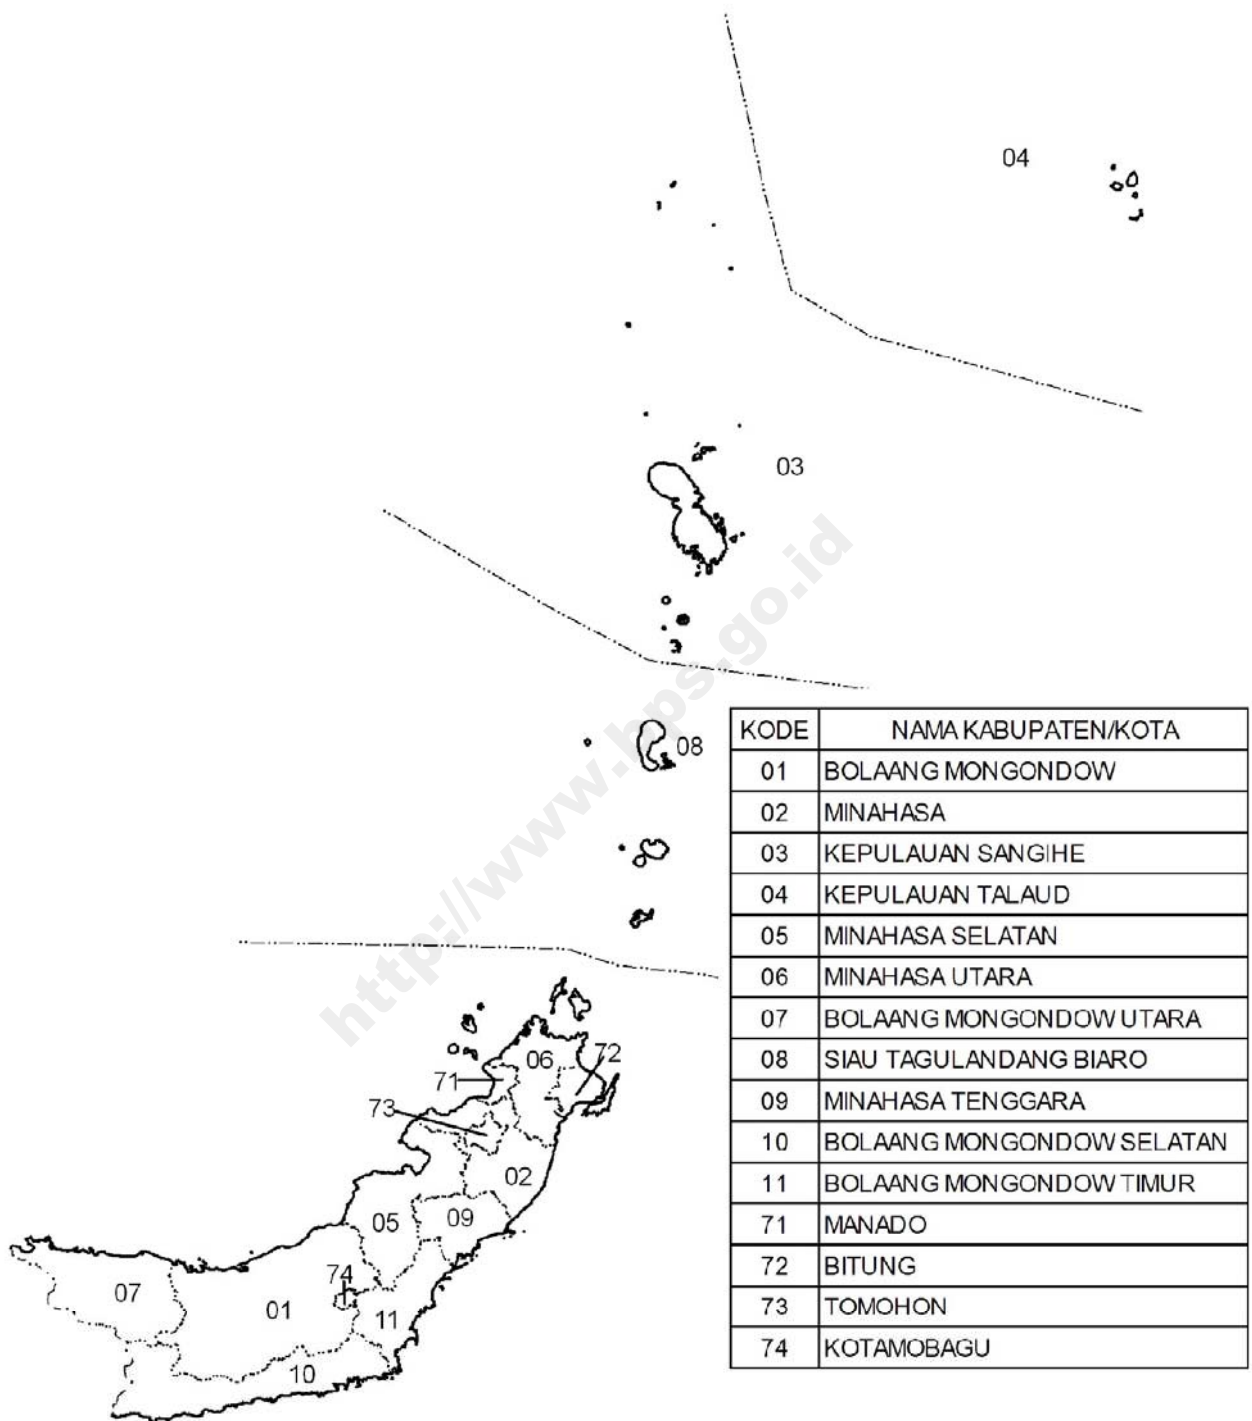 04
03
http://www.bps.go.id
08
KODE NAMA KABUPATEN/KOTA
01 BOLAANG MONGONDOW
02 MINAHASA
03 KEPULAUAN SANGIHE
04 KEPULAUAN TALAUD
05 MINAHASA SELATAN
06 MINAHASA UTARA
07 BOLAANG MONGONDOW UTARA
08 SIAU TAGULANDANG BIARO
09 MINAHASA TENGGARA
10 BOLAANG MONGONDOW SELATAN
11 BOLAANG MONGONDOW TIMUR
71 MANADO
72 BITUNG
73 TOMOHON
74 KOTAMOBAGU
06
72
71
73
02
05
09
74
07
01
11
10